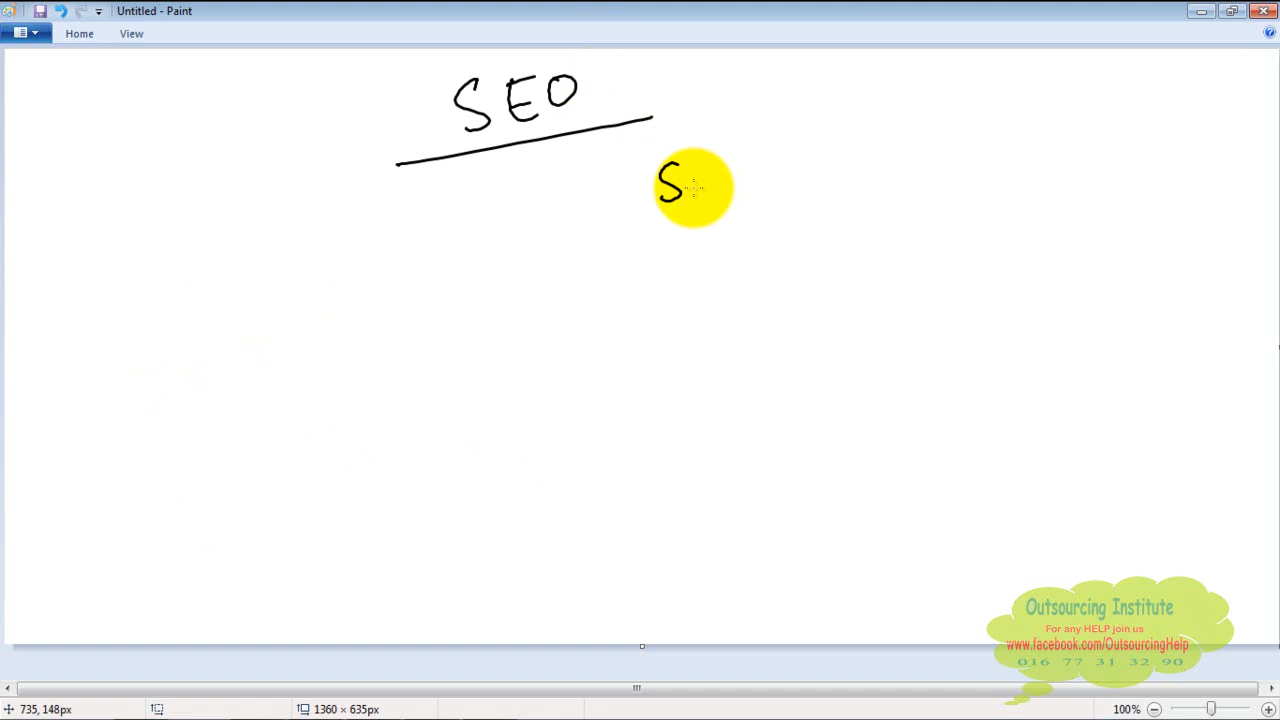 Untitled - Paint
Home View
SEO
S
Outsourcing Institute
For any HELP join us
www.facebook.com/OutsourcingHelp
016 77 31 32 90
735, 148px 1360 × 635px 100%